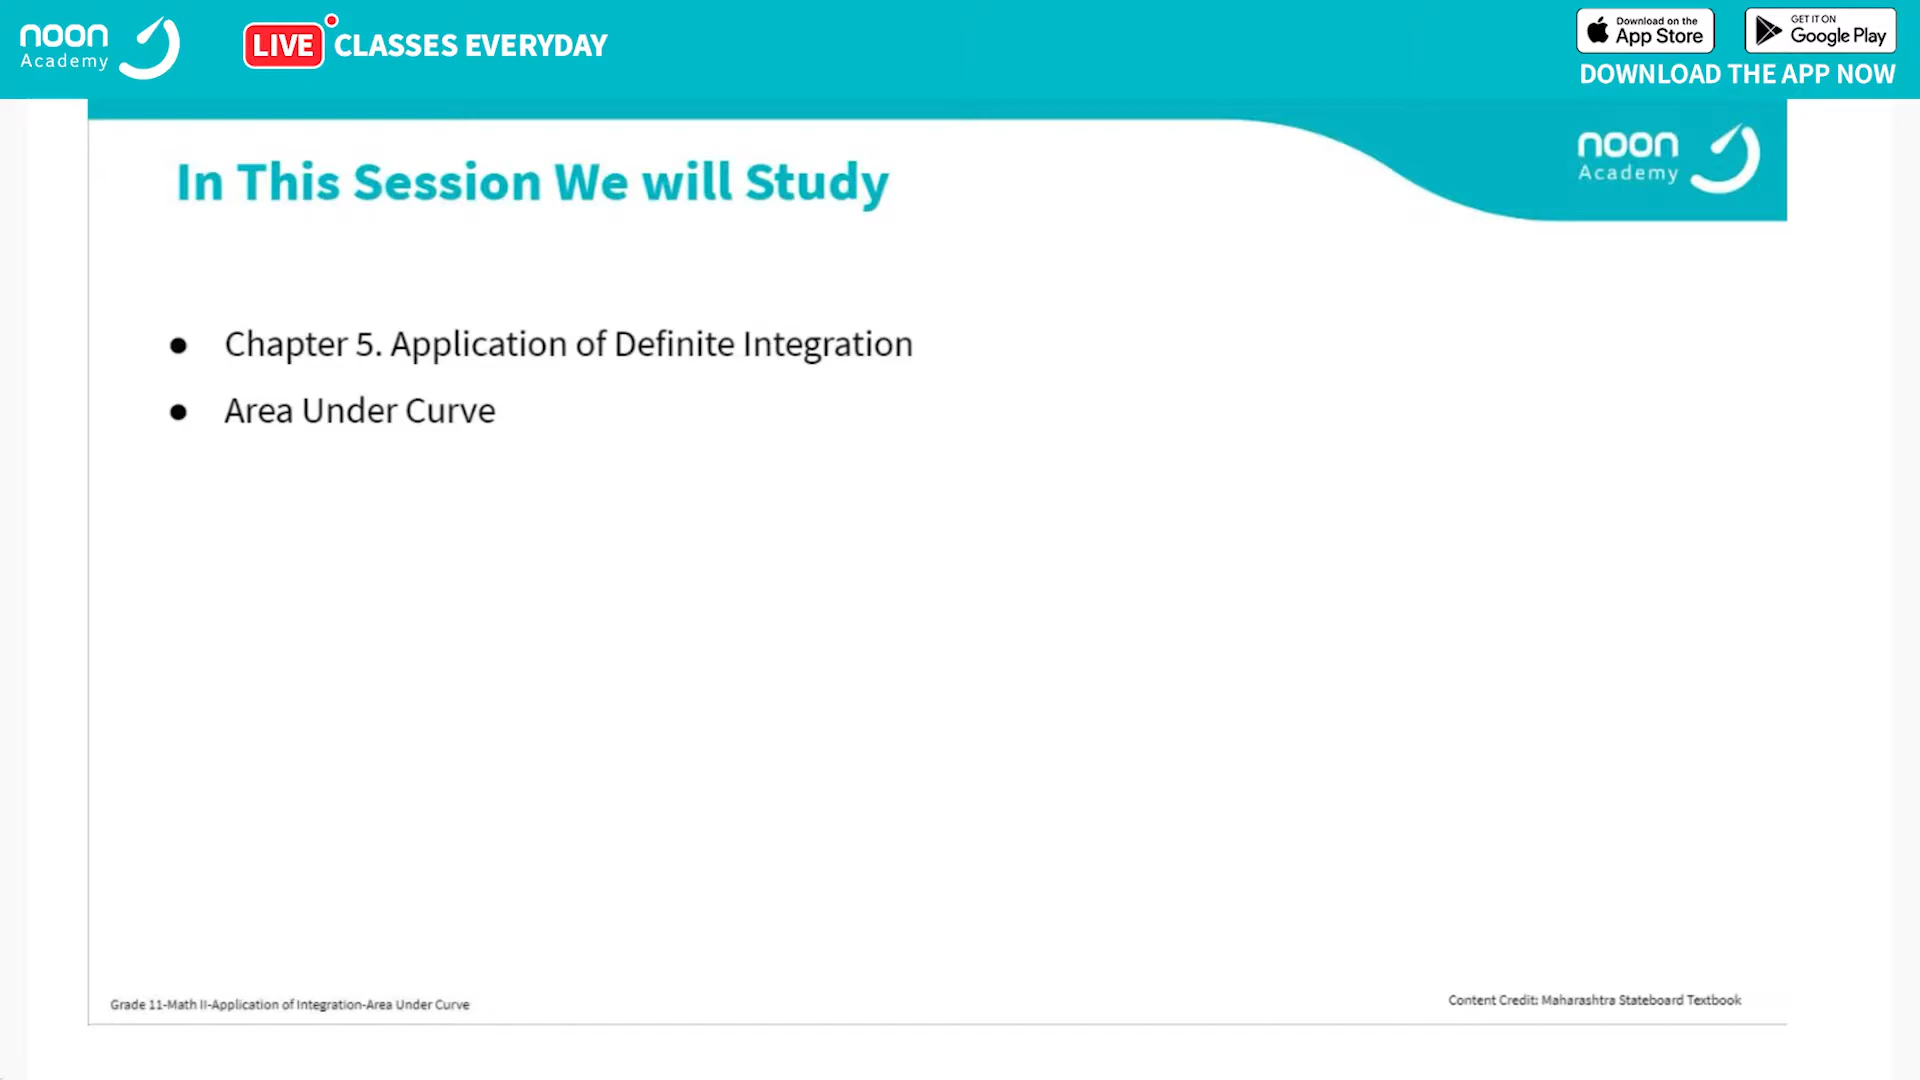 noon
Academy
LIVE CLASSES EVERYDAY
Download on the
App Store
GET IT ON
Google Play
DOWNLOAD THE APP NOW
noon
Academy
In This Session We will Study
● Chapter 5. Application of Definite Integration
● Area Under Curve
Grade 11-Math II-Application of Integration-Area Under Curve
Content Credit: Maharashtra Stateboard Textbook